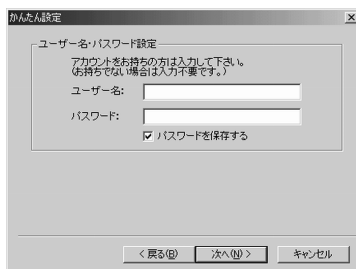 かんたん設定
ユーザー名・パスワード設定
アカウントをお持ちの方は入力して下さい。
(お持ちでない場合は入力不要です。)
ユーザー名:
パスワード:
パスワードを保存する
< 戻る(B)
次へ(N) >
キャンセル